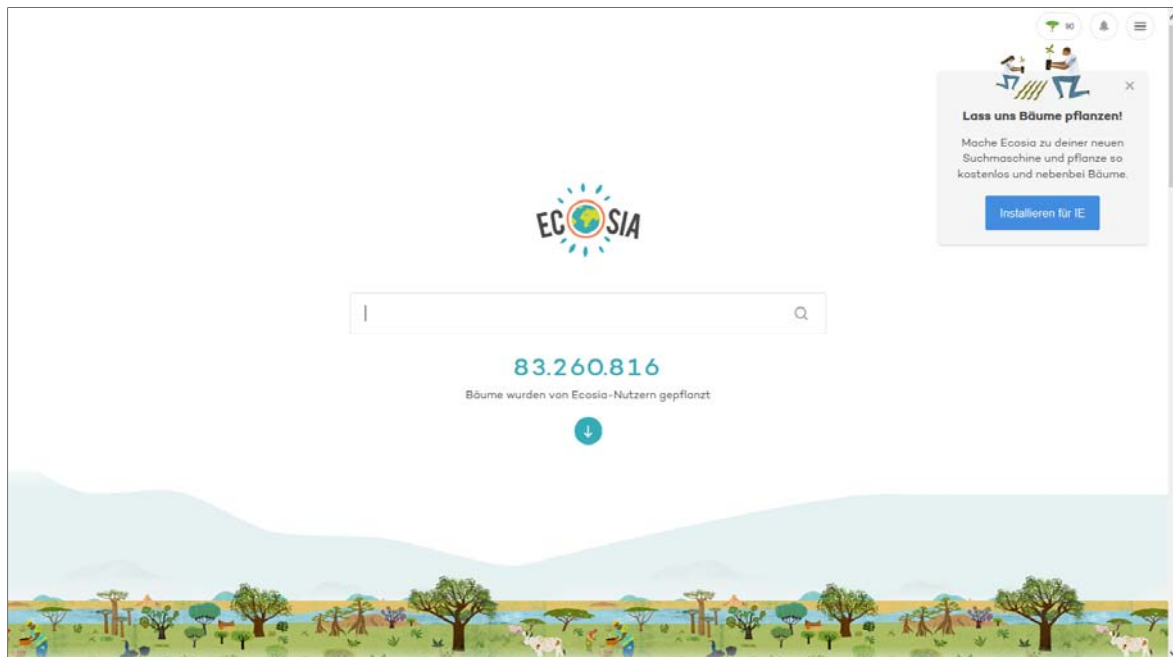 90
Lass uns Bäume pflanzen!
Mache Ecosia zu deiner neuen
Suchmaschine und pflanze so
kostenlos und nebenbei Bäume.
Installieren für IE
ECOSIA
83.260.816
Bäume wurden von Ecosia-Nutzern gepflanzt